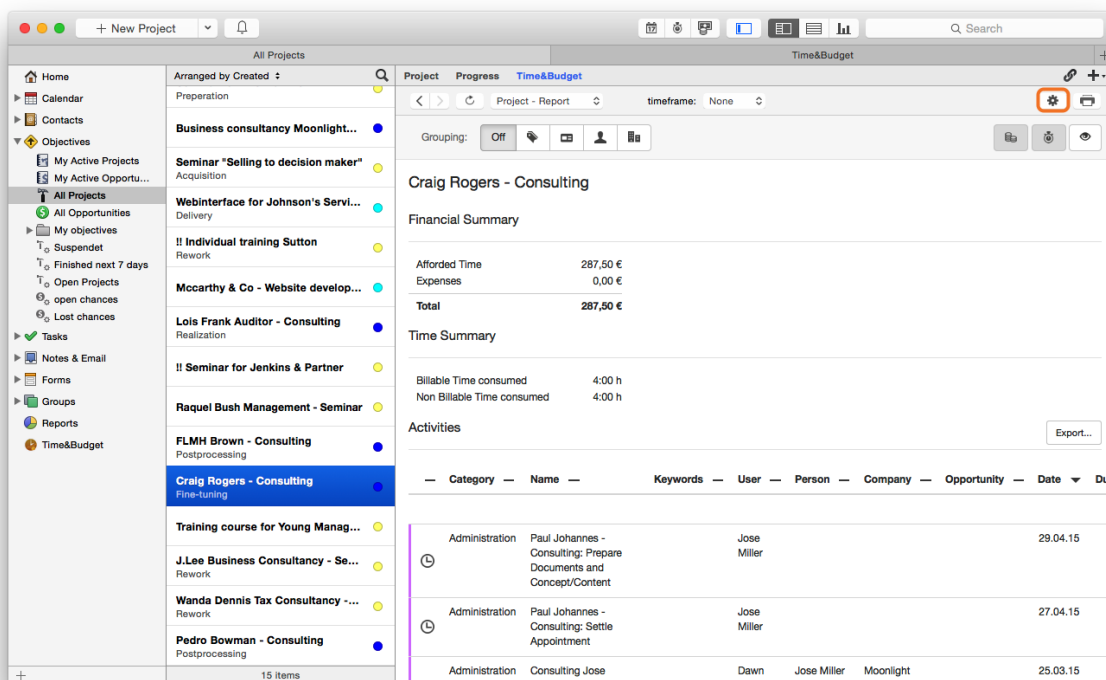 + New Project
17
Search
All Projects
Time&Budget
+
Home
Calendar
Contacts
Objectives
My Active Projects
My Active Opportu...
All Projects
All Opportunities
My objectives
Suspendet
Finished next 7 days
Open Projects
open chances
Lost chances
Tasks
Notes & Email
Forms
Groups
Reports
Time&Budget
+
Arranged by Created
Preperation
Business consultancy Moonlight...
Seminar "Selling to decision maker"
Acquisition
Webinterface for Johnson's Servi...
Delivery
!! Individual training Sutton
Rework
Mccarthy & Co - Website develop...
Lois Frank Auditor - Consulting
Realization
!! Seminar for Jenkins & Partner
Raquel Bush Management - Seminar
FLMH Brown - Consulting
Postprocessing
Craig Rogers - Consulting
Fine-tuning
Training course for Young Manag...
J.Lee Business Consultancy - Se...
Rework
Wanda Dennis Tax Consultancy -...
Rework
Pedro Bowman - Consulting
Postprocessing
15 items
Project Progress Time&Budget
Project - Report timeframe: None
Grouping: Off
Craig Rogers - Consulting
Financial Summary
Afforded Time 287,50 €
Expenses 0,00 €
Total 287,50 €
Time Summary
Billable Time consumed 4:00 h
Non Billable Time consumed 4:00 h
Activities
Export...
— Category — Name — Keywords — User — Person — Company — Opportunity — Date Du
Administration Paul Johannes - Jose 29.04.15
Consulting: Prepare Miller
Documents and
Concept/Content
Administration Paul Johannes - Jose 27.04.15
Consulting: Settle Miller
Appointment
Administration Consulting Jose Dawn Jose Miller Moonlight 25.03.15